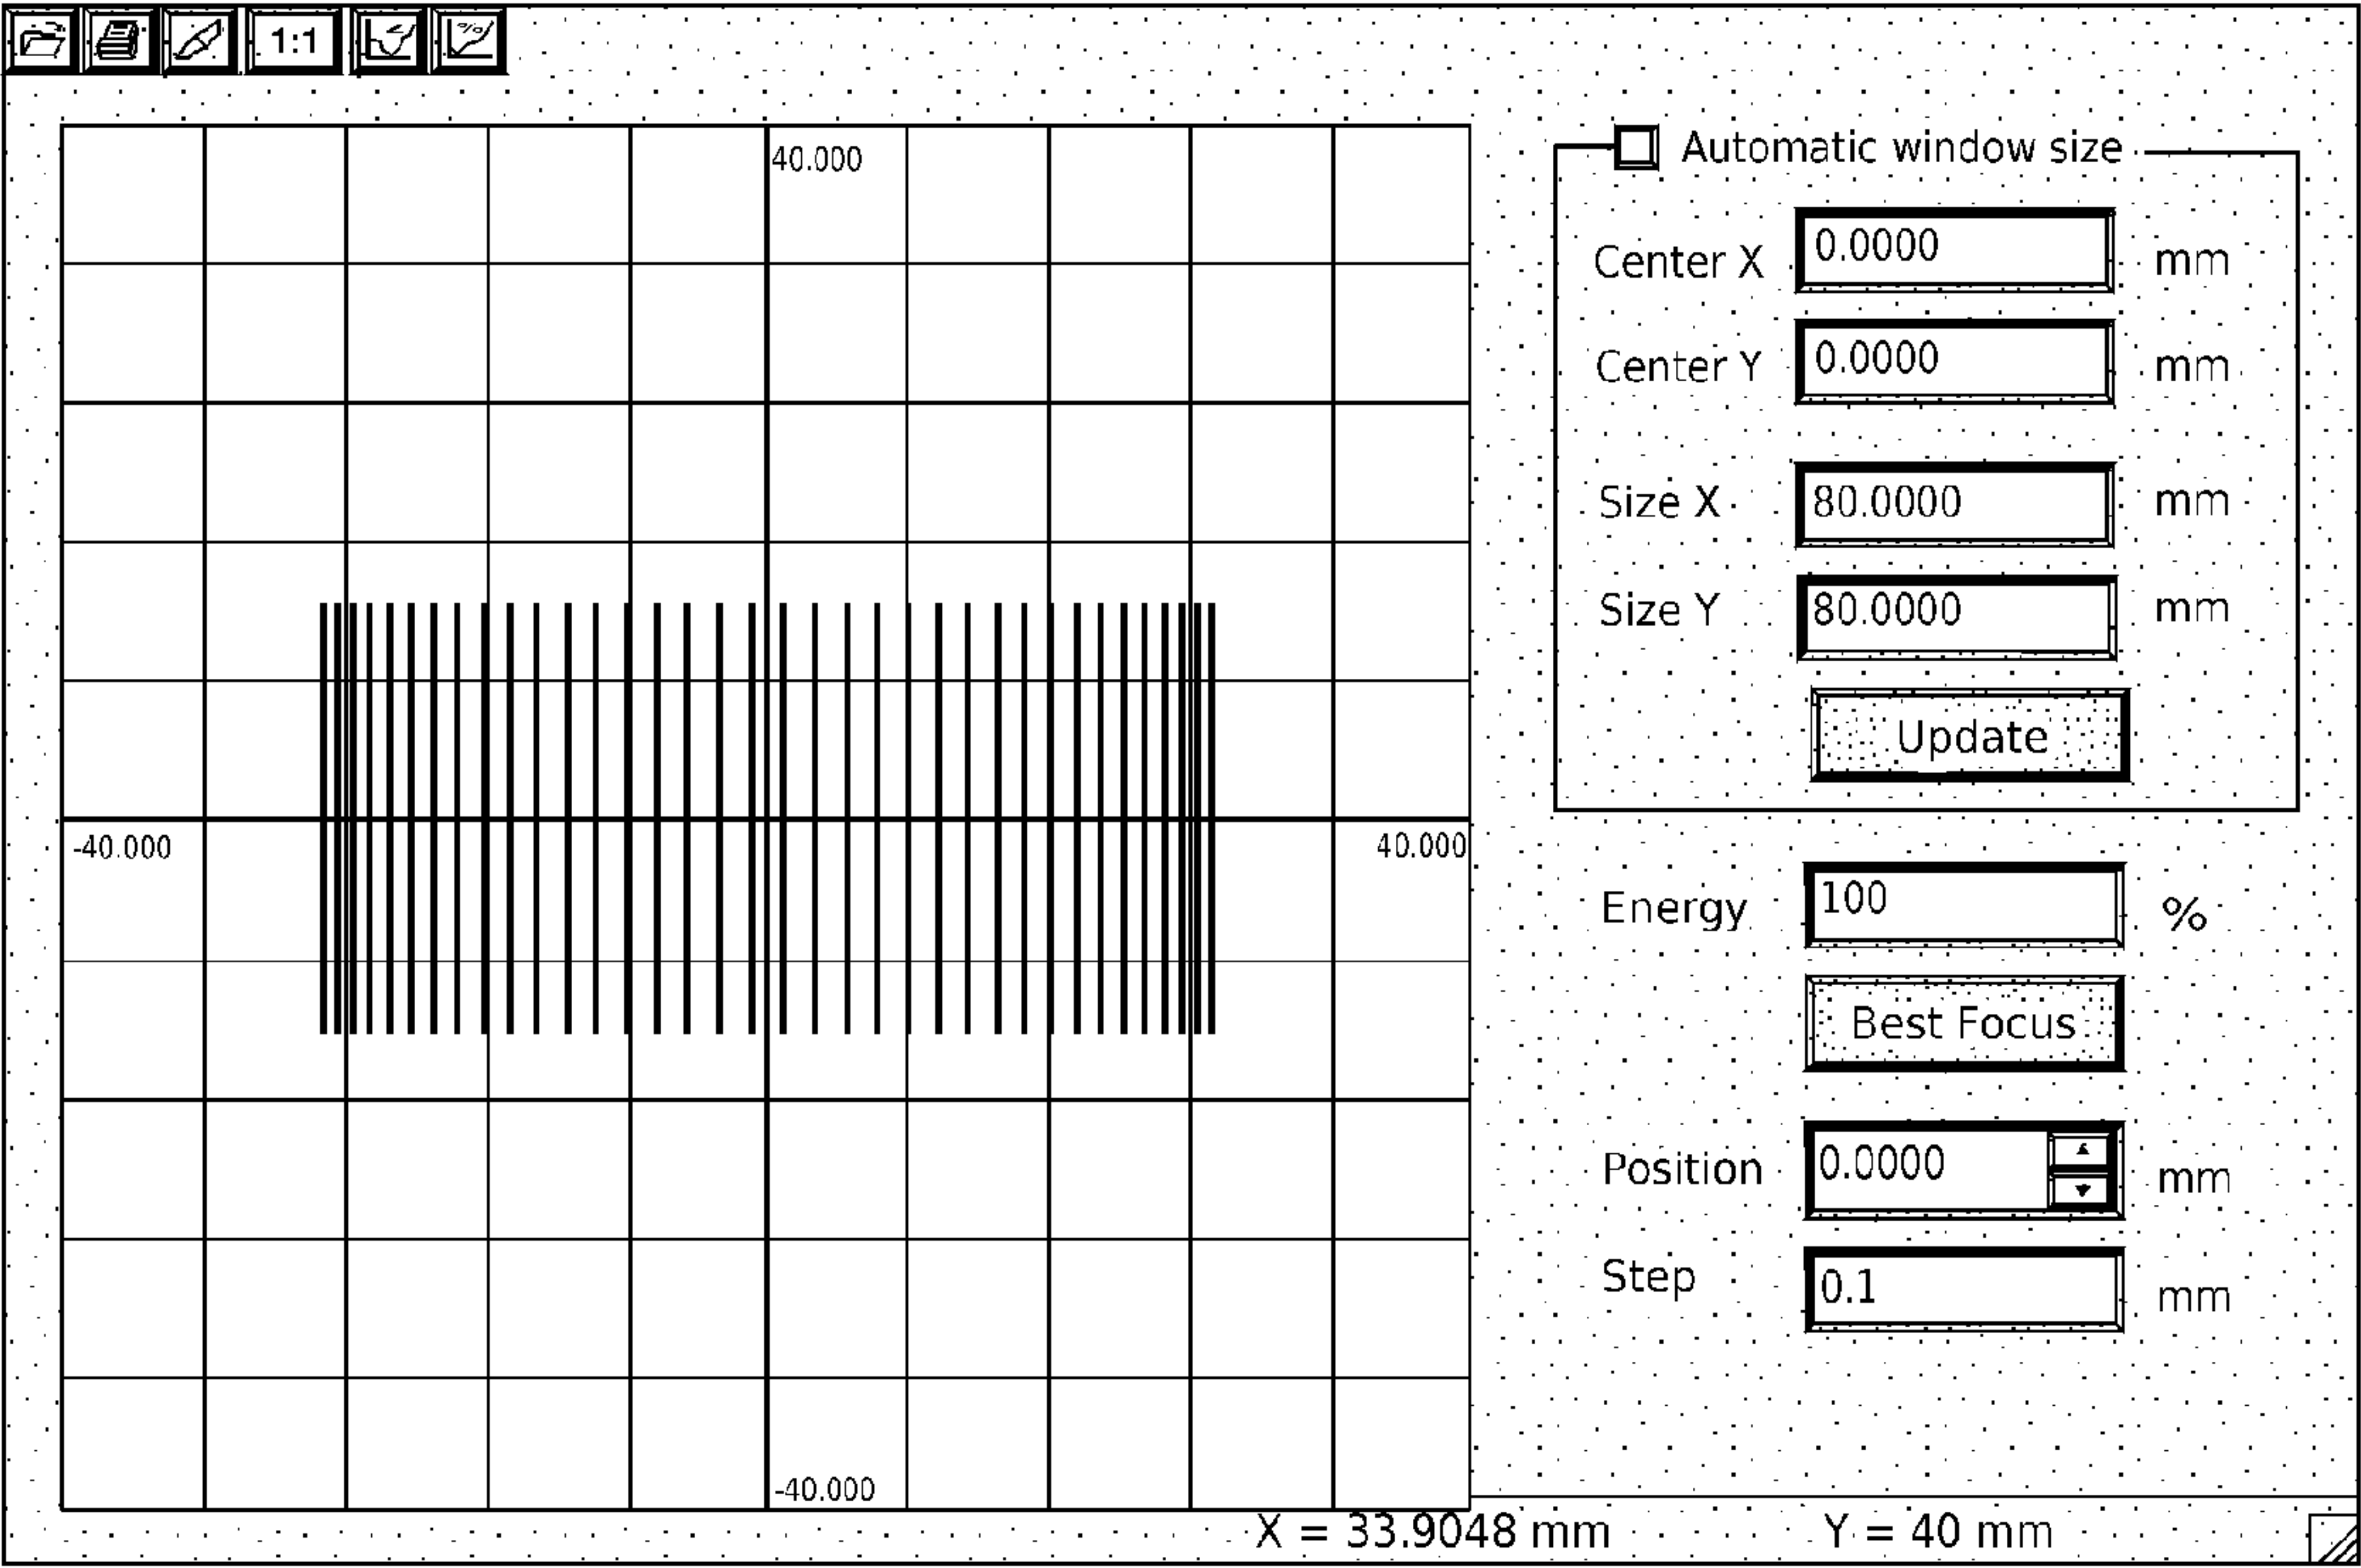 1:1
%
40.000
-40.000
40.000
-40.000
Automatic window size
Center X 0.0000 mm
Center Y 0.0000 mm
Size X 80.0000 mm
Size Y 80.0000 mm
Update
Energy 100 %
Best Focus
Position 0.0000 mm
Step 0.1 mm
X = 33.9048 mm Y = 40 mm